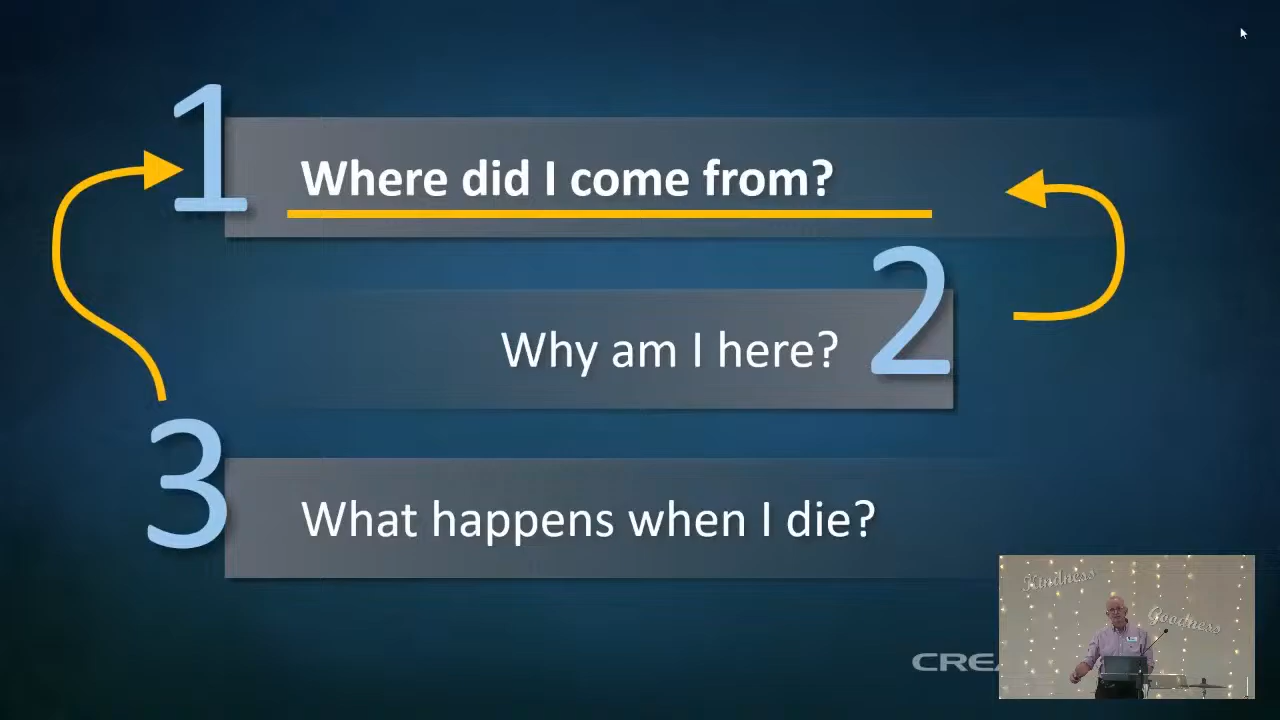 1
Where did I come from?
2
Why am I here?
3
What happens when I die?
CREA
Kindness
Goodness